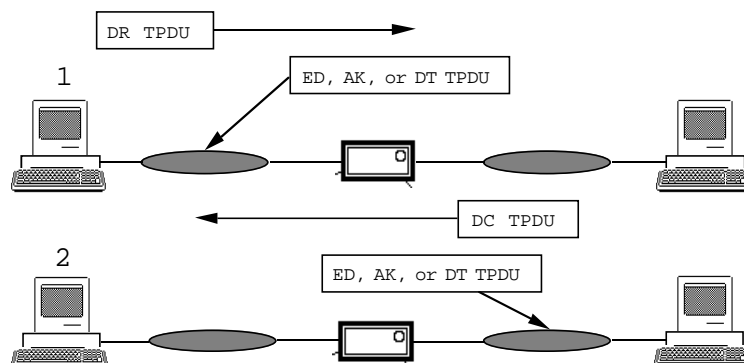 DR TPDU
1
ED, AK, or DT TPDU
DC TPDU
2
ED, AK, or DT TPDU